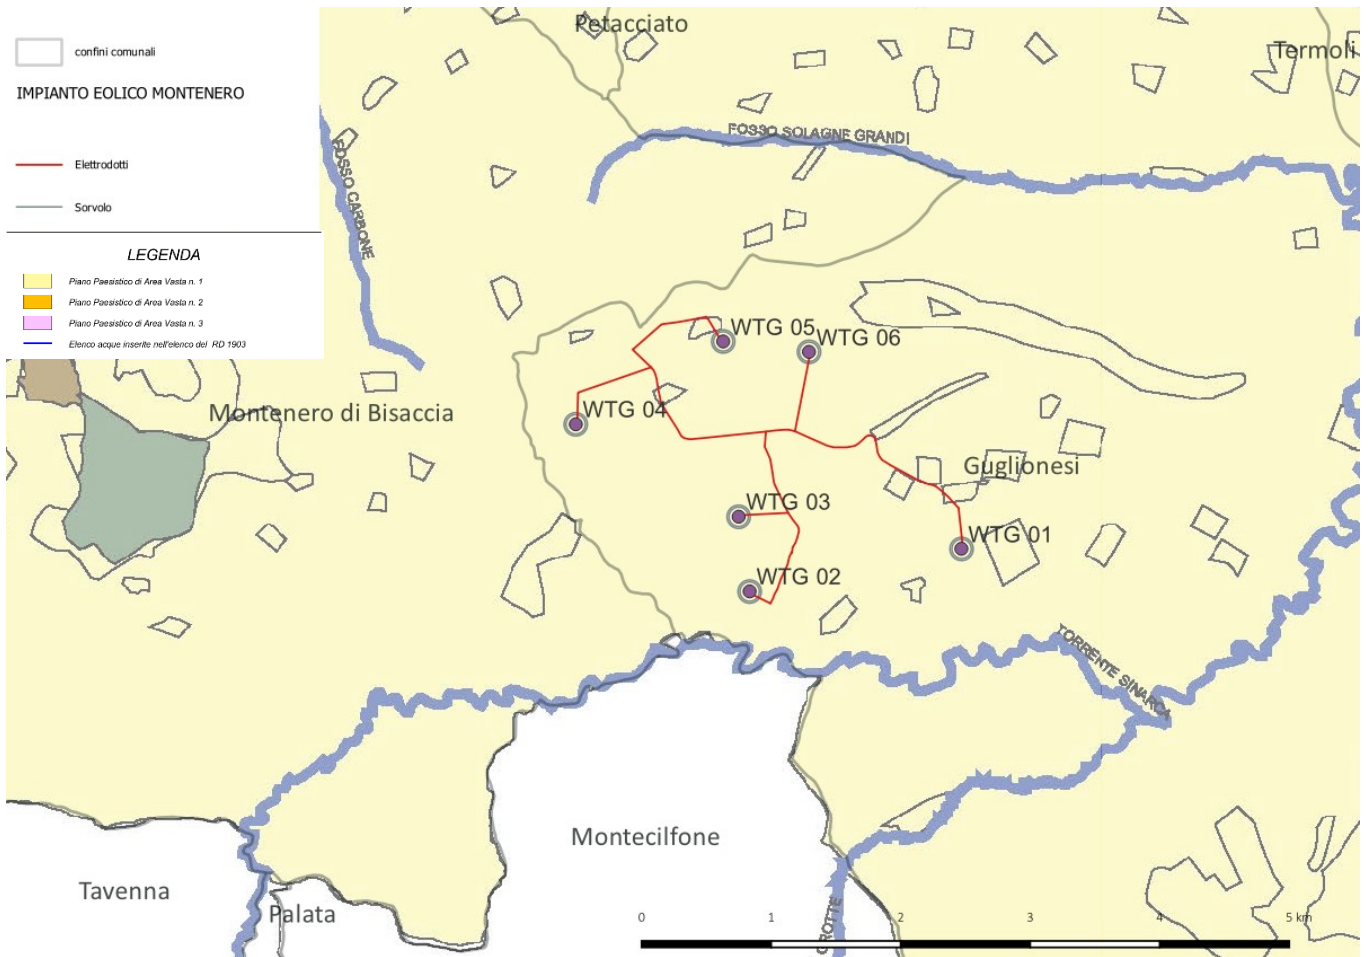 confini comunali
IMPIANTO EOLICO MONTENERO
Elettrodotti
Sorvolo
LEGENDA
Piano Paesistico di Area Vasta n. 1
Piano Paesistico di Area Vasta n. 2
Piano Paesistico di Area Vasta n. 3
Elenco acque inserite nell'elenco del RD 1903
Petacciato
Termoli
FOSSO SOLAGNE GRANDI
FOSSO CARBONE
WTG 05
WTG 06
WTG 04
Montenero di Bisaccia
Guglionesi
WTG 03
WTG 01
WTG 02
TORRENTE SINARCA
Montecilfone
Tavenna
Palata
GROTTE
0 1 2 3 4 5 km